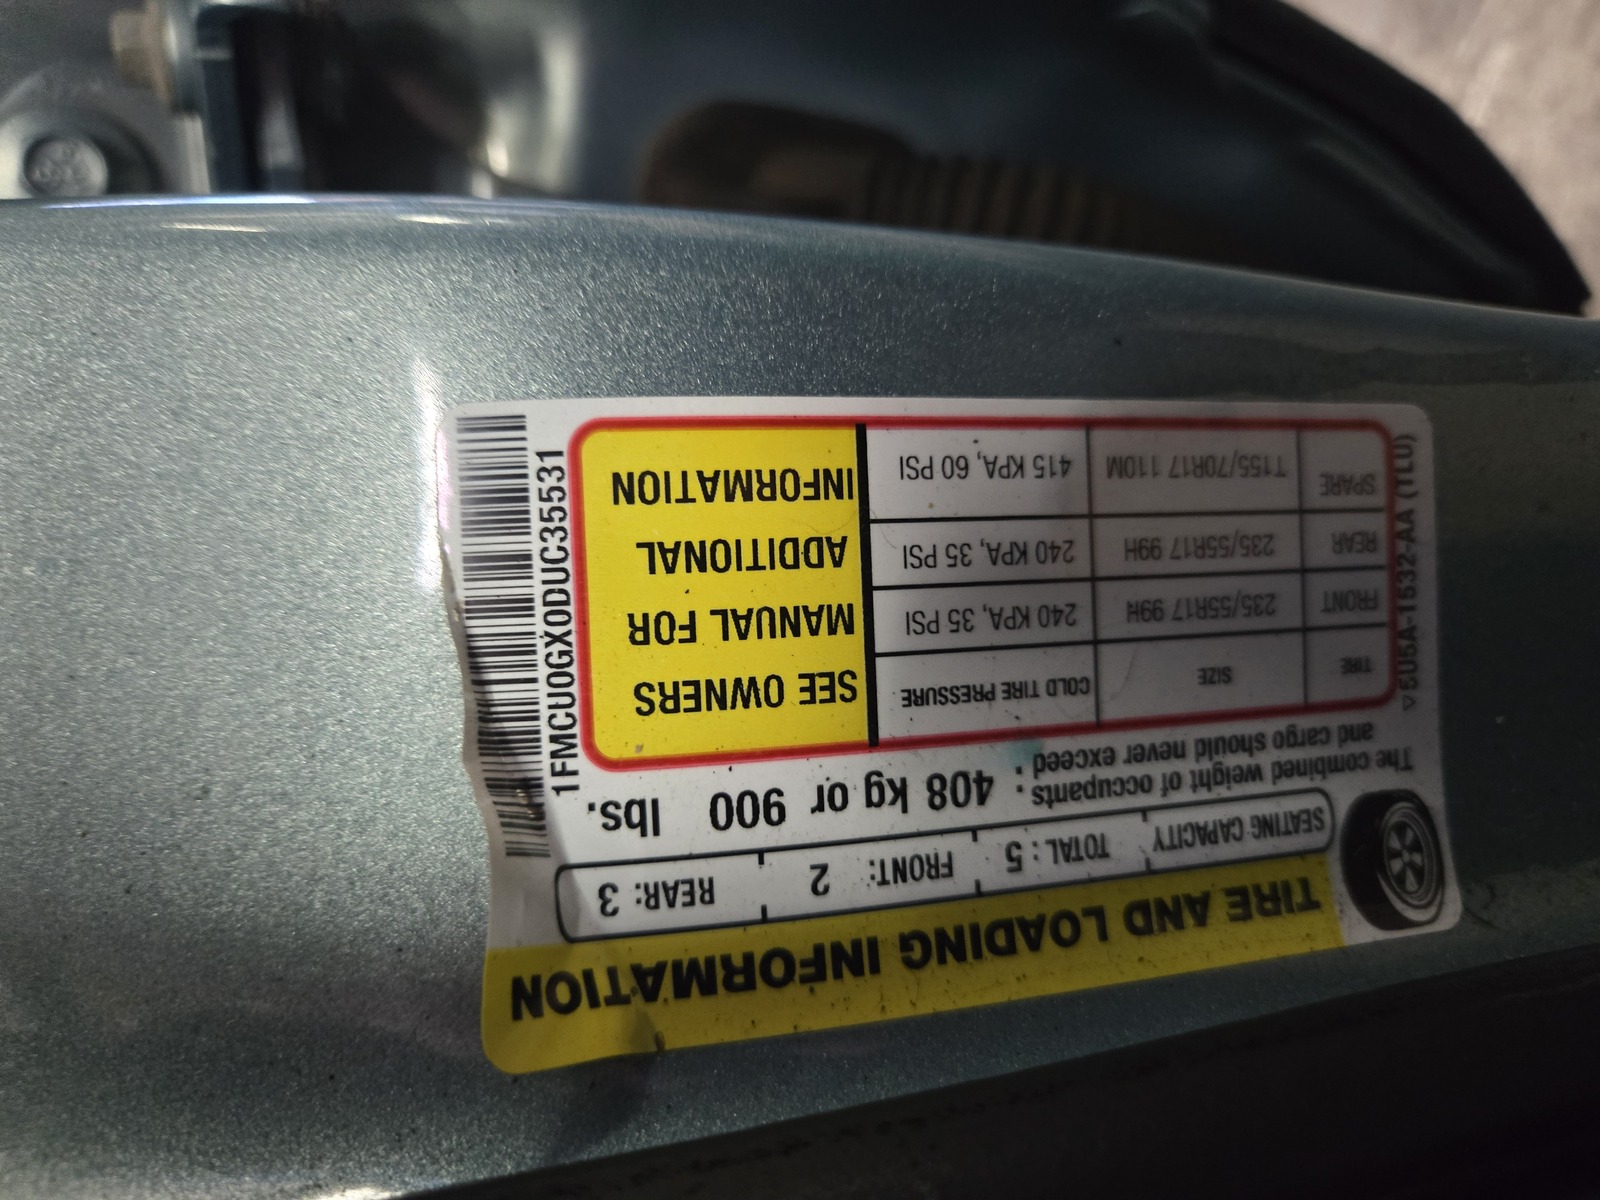 TIRE AND LOADING INFORMATION
SEATING CAPACITY TOTAL: 5 FRONT: 2 REAR: 3
The combined weight of occupants
and cargo should never exceed : 408 kg or 900 lbs.
TIRE SIZE COLD TIRE PRESSURE
FRONT 235/55R17 99H 240 KPA, 35 PSI
REAR 235/55R17 99H 240 KPA, 35 PSI
SPARE T155/70R17 110M 415 KPA, 60 PSI
SEE OWNERS
MANUAL FOR
ADDITIONAL
INFORMATION
▽5U5A-1532-AA (TLU)
1FMCU0GX0DUC35531